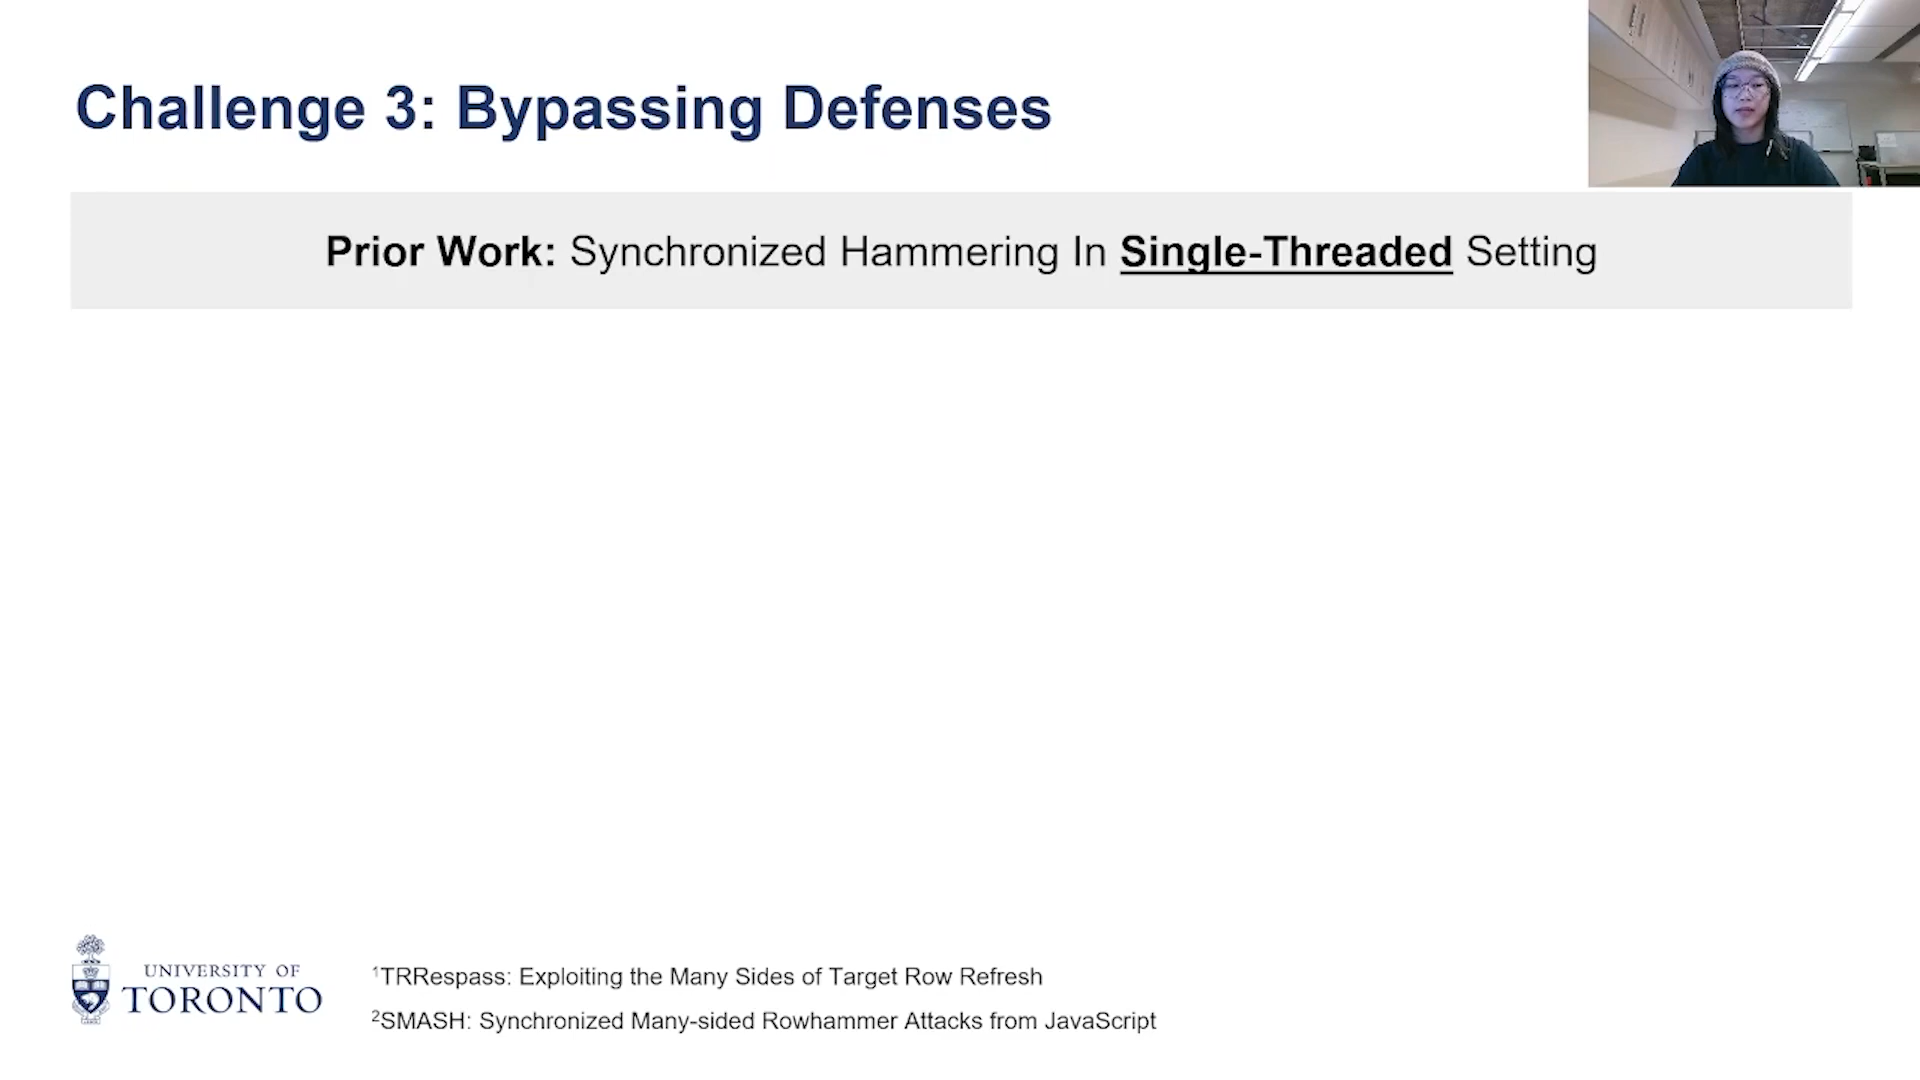 Challenge 3: Bypassing Defenses
Prior Work: Synchronized Hammering In Single-Threaded Setting
UNIVERSITY OF
TORONTO
¹TRRespass: Exploiting the Many Sides of Target Row Refresh
²SMASH: Synchronized Many-sided Rowhammer Attacks from JavaScript